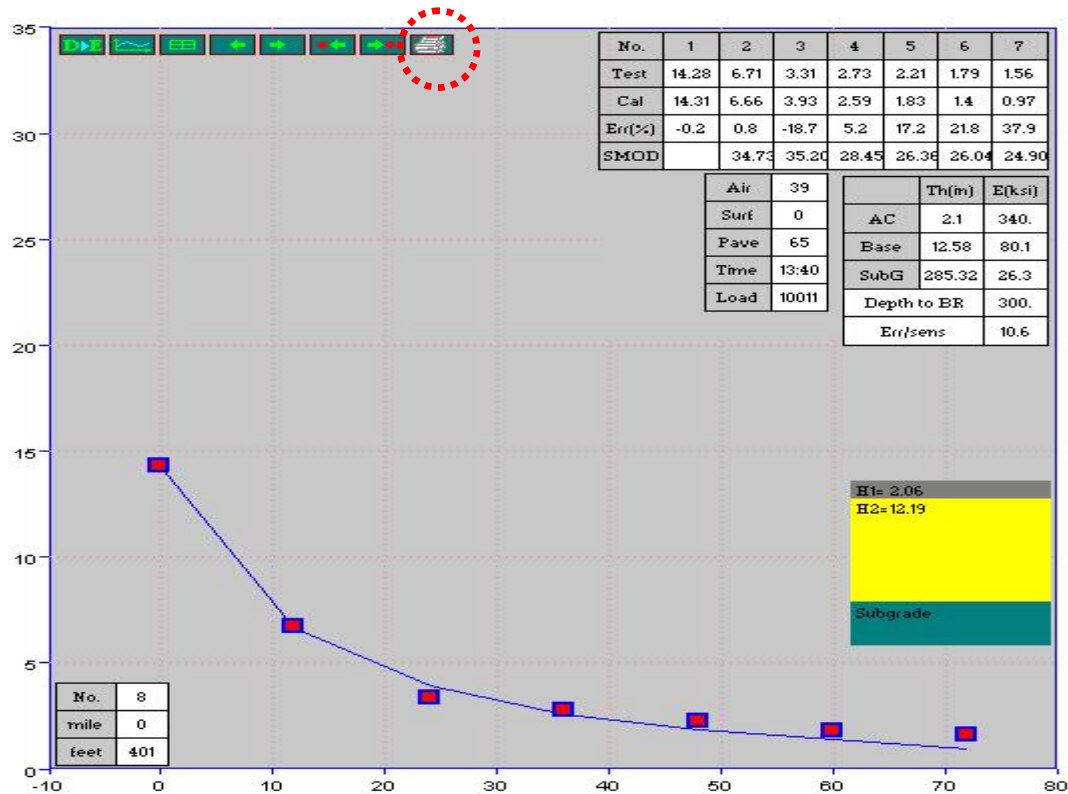 D▸E
No. 1 2 3 4 5 6 7
Test 14.28 6.71 3.31 2.73 2.21 1.79 1.56
Cal 14.31 6.66 3.93 2.59 1.83 1.4 0.97
Err(%) -0.2 0.8 -18.7 5.2 17.2 21.8 37.9
SMOD 34.73 35.20 28.45 26.36 26.04 24.90
Air 39
Surf 0
Pave 65
Time 13:40
Load 10011
Th(in) E(ksi)
AC 2.1 340.
Base 12.58 80.1
SubG 285.32 26.3
Depth to BR 300.
Err/sens 10.6
H1= 2.06
H2=12.19
Subgrade
No. 8
mile 0
feet 401
35
30
25
20
15
10
5
0
-10 0 10 20 30 40 50 60 70 80